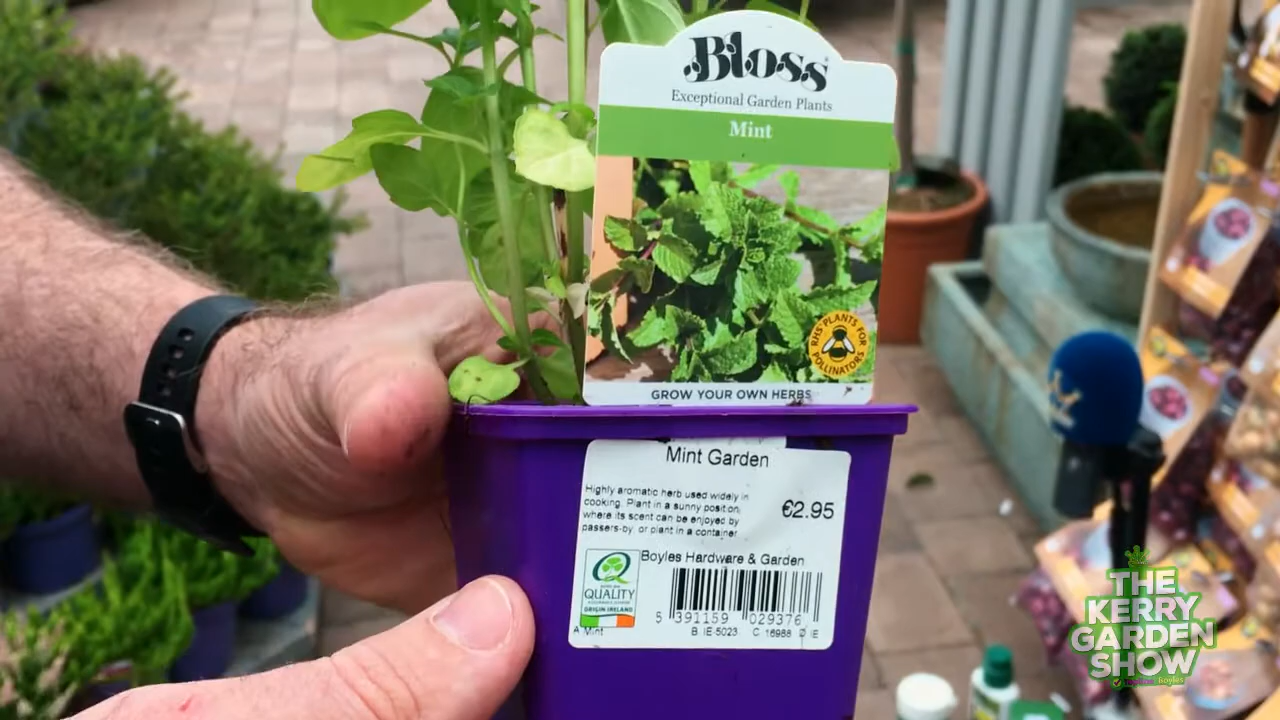 Bloss
Exceptional Garden Plants
Mint
RHS PLANTS FOR
POLLINATORS
GROW YOUR OWN HERBS
Mint Garden
Highly aromatic herb used widely in
cooking. Plant in a sunny position,
where its scent can be enjoyed by
passers-by, or plant in a container
€2.95
Boyles Hardware & Garden
QUALITY
ORIGIN IRELAND
5 391159 029376
A Mint
B IE-5023 C 16988 D IE
THE
KERRY
GARDEN
SHOW
boyles